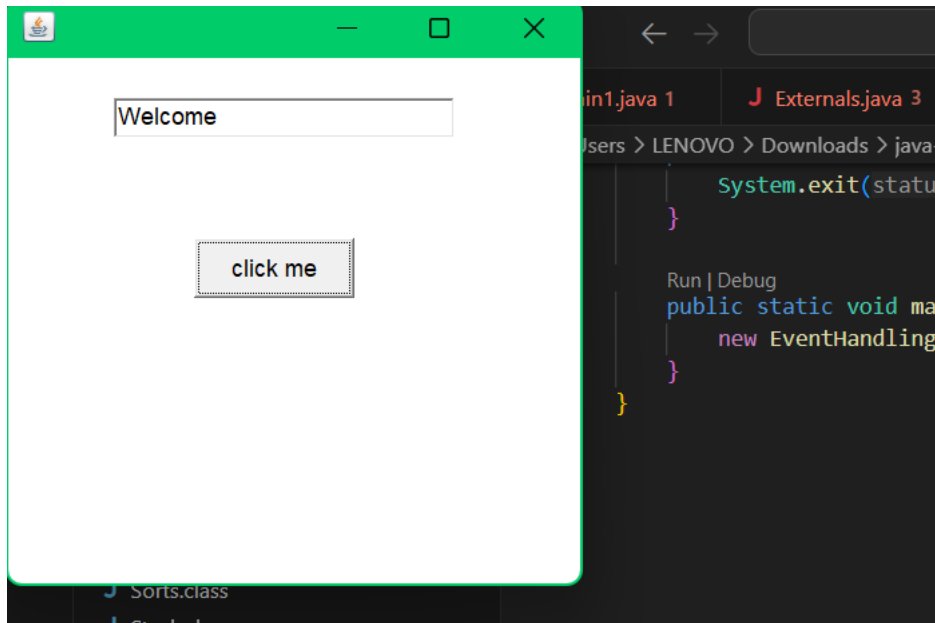 Welcome
click me
in1.java 1
J Externals.java 3
Users > LENOVO > Downloads > java
System.exit(statu
}
Run | Debug
public static void ma
new EventHandling
}
}
J Sorts.class